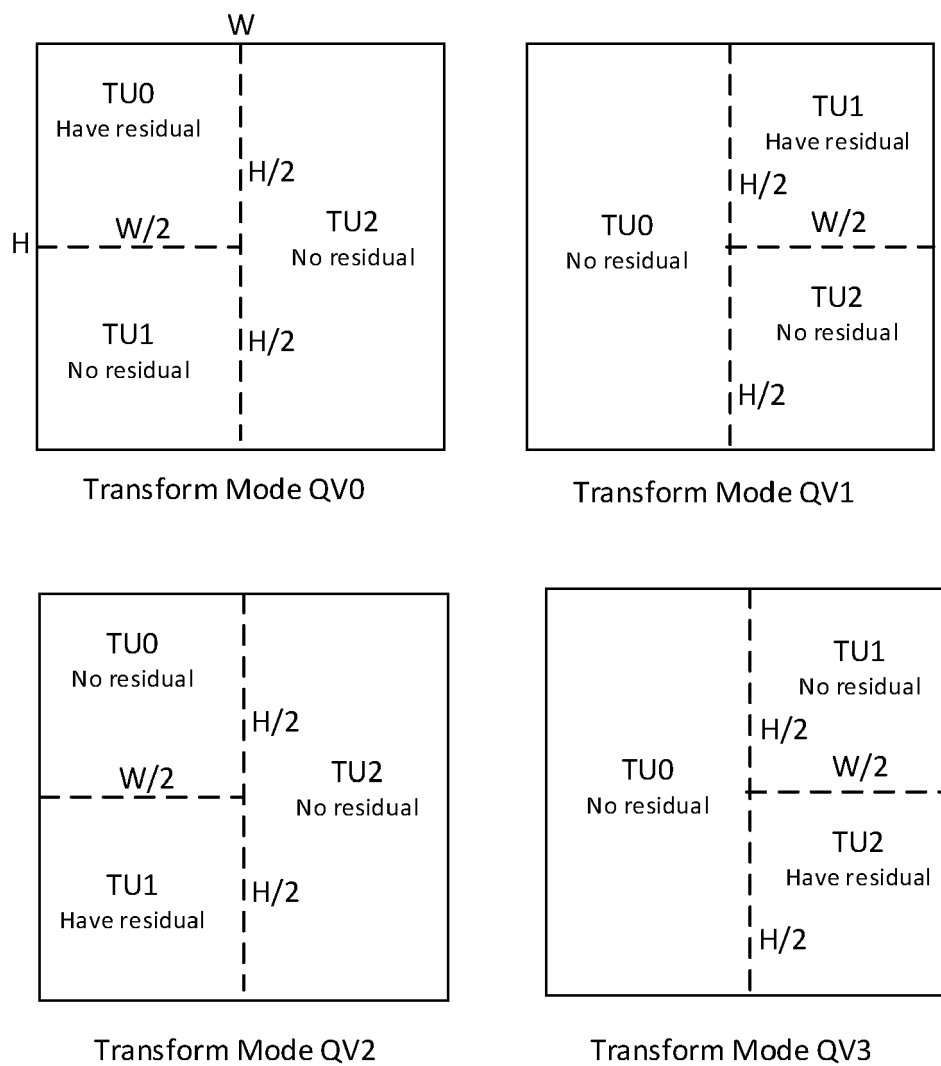 W
TU0
Have residual
H/2
H
W/2
TU2
No residual
TU1
No residual
H/2
Transform Mode QV0
TU1
Have residual
H/2
W/2
TU0
No residual
TU2
No residual
H/2
Transform Mode QV1
TU0
No residual
H/2
W/2
TU2
No residual
TU1
Have residual
H/2
Transform Mode QV2
TU1
No residual
H/2
W/2
TU0
No residual
TU2
Have residual
H/2
Transform Mode QV3